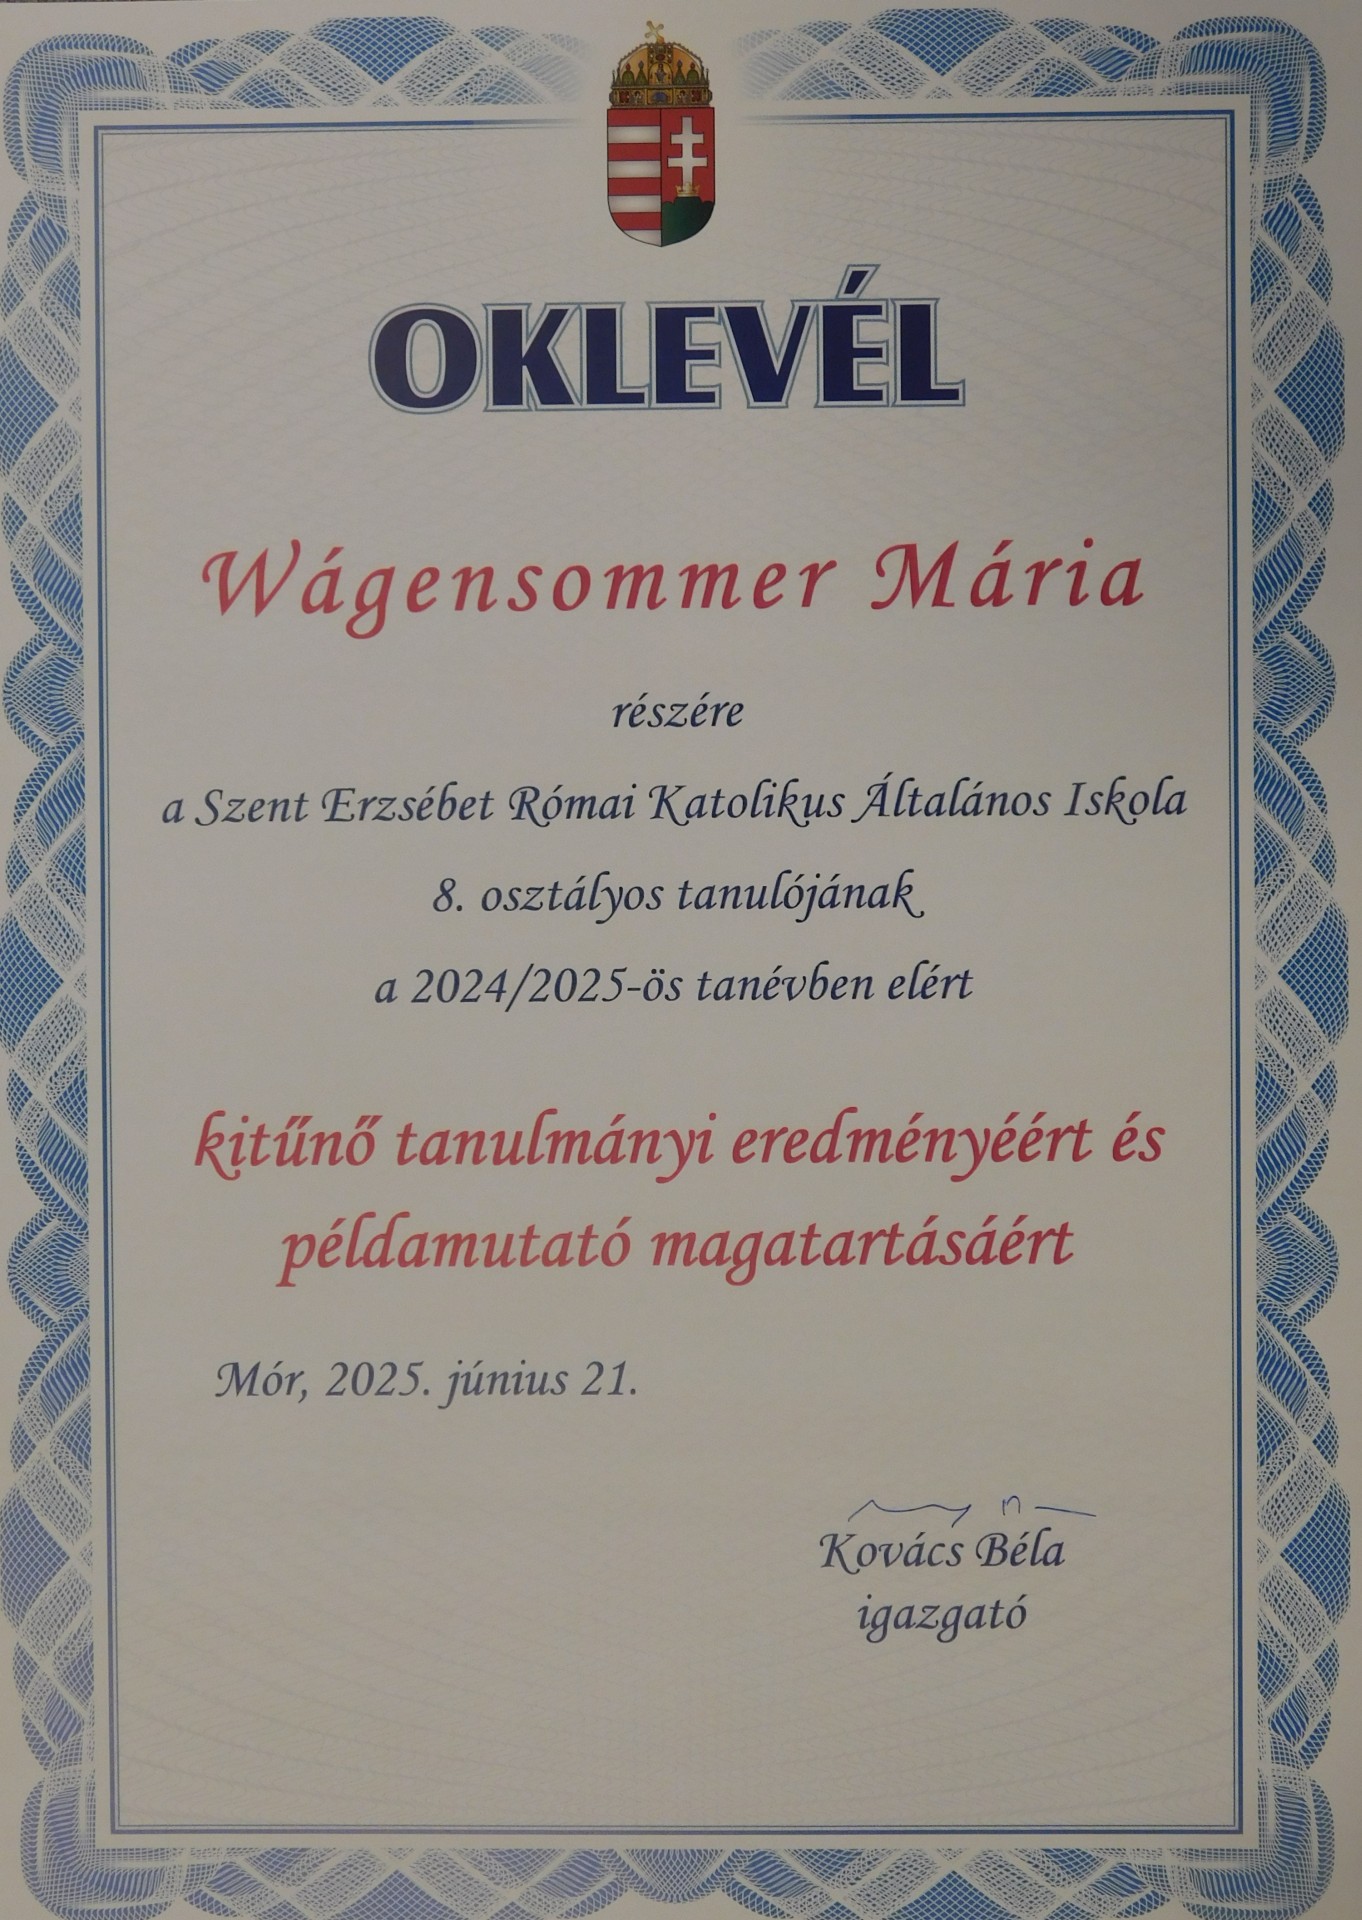 OKLEVÉL
Wágensommer Mária
részére
a Szent Erzsébet Római Katolikus Általános Iskola
8. osztályos tanulójának
a 2024/2025-ös tanévben elért
kitűnő tanulmányi eredményéért és
példamutató magatartásáért
Mór, 2025. június 21.
Kovács Béla
igazgató